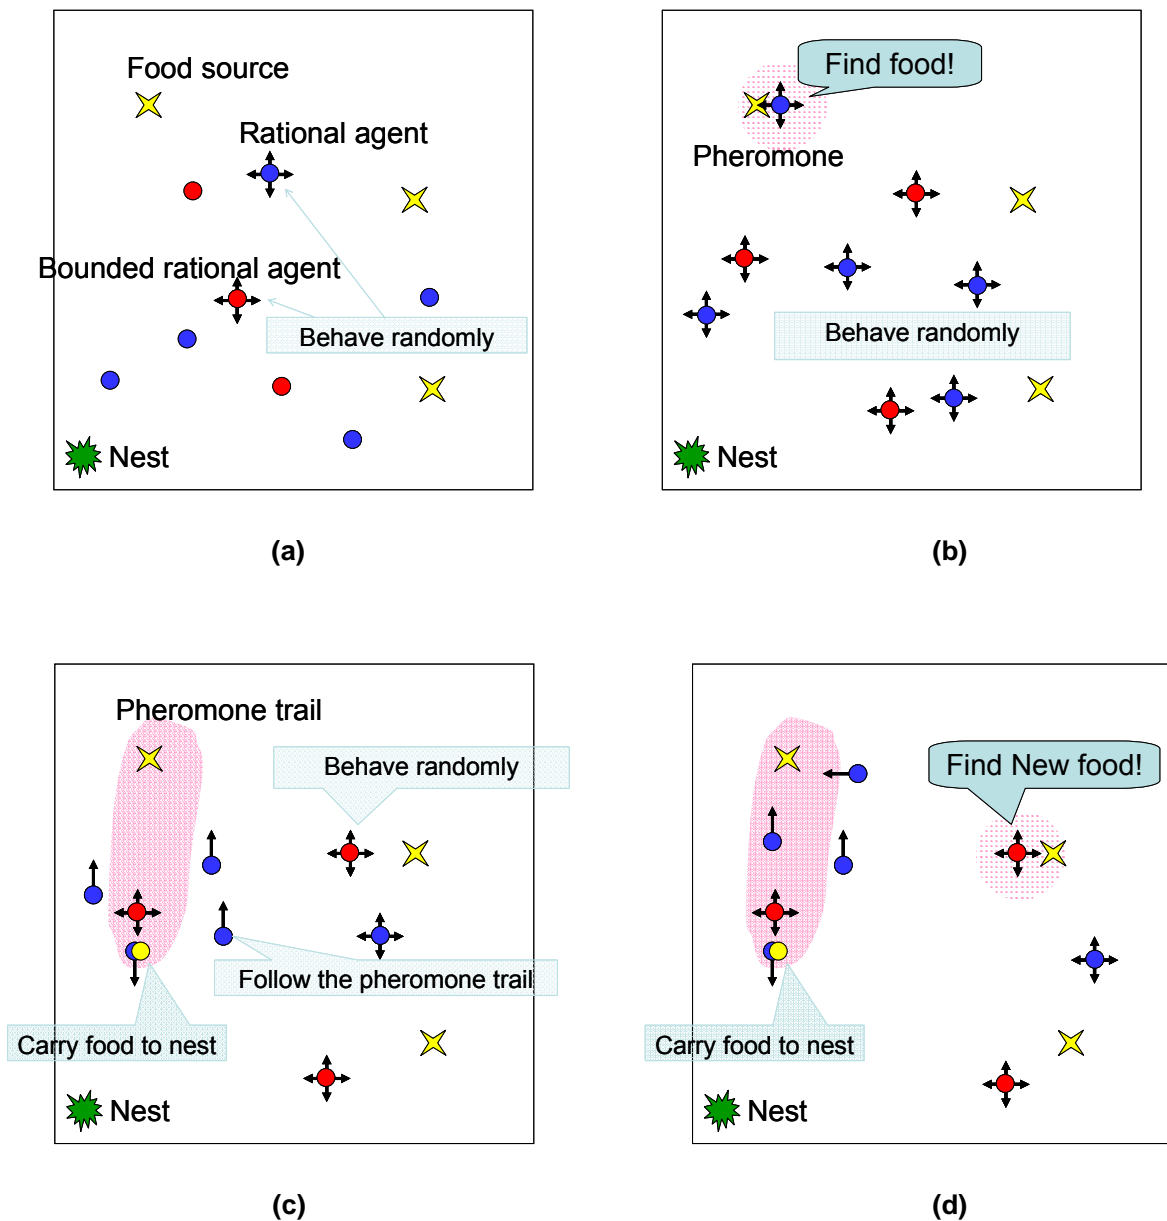 Food source
Rational agent
Bounded rational agent
Behave randomly
Nest
(a)
Find food!
Pheromone
Behave randomly
Nest
(b)
Pheromone trail
Behave randomly
Follow the pheromone trail
Carry food to nest
Nest
(c)
Find New food!
Carry food to nest
Nest
(d)